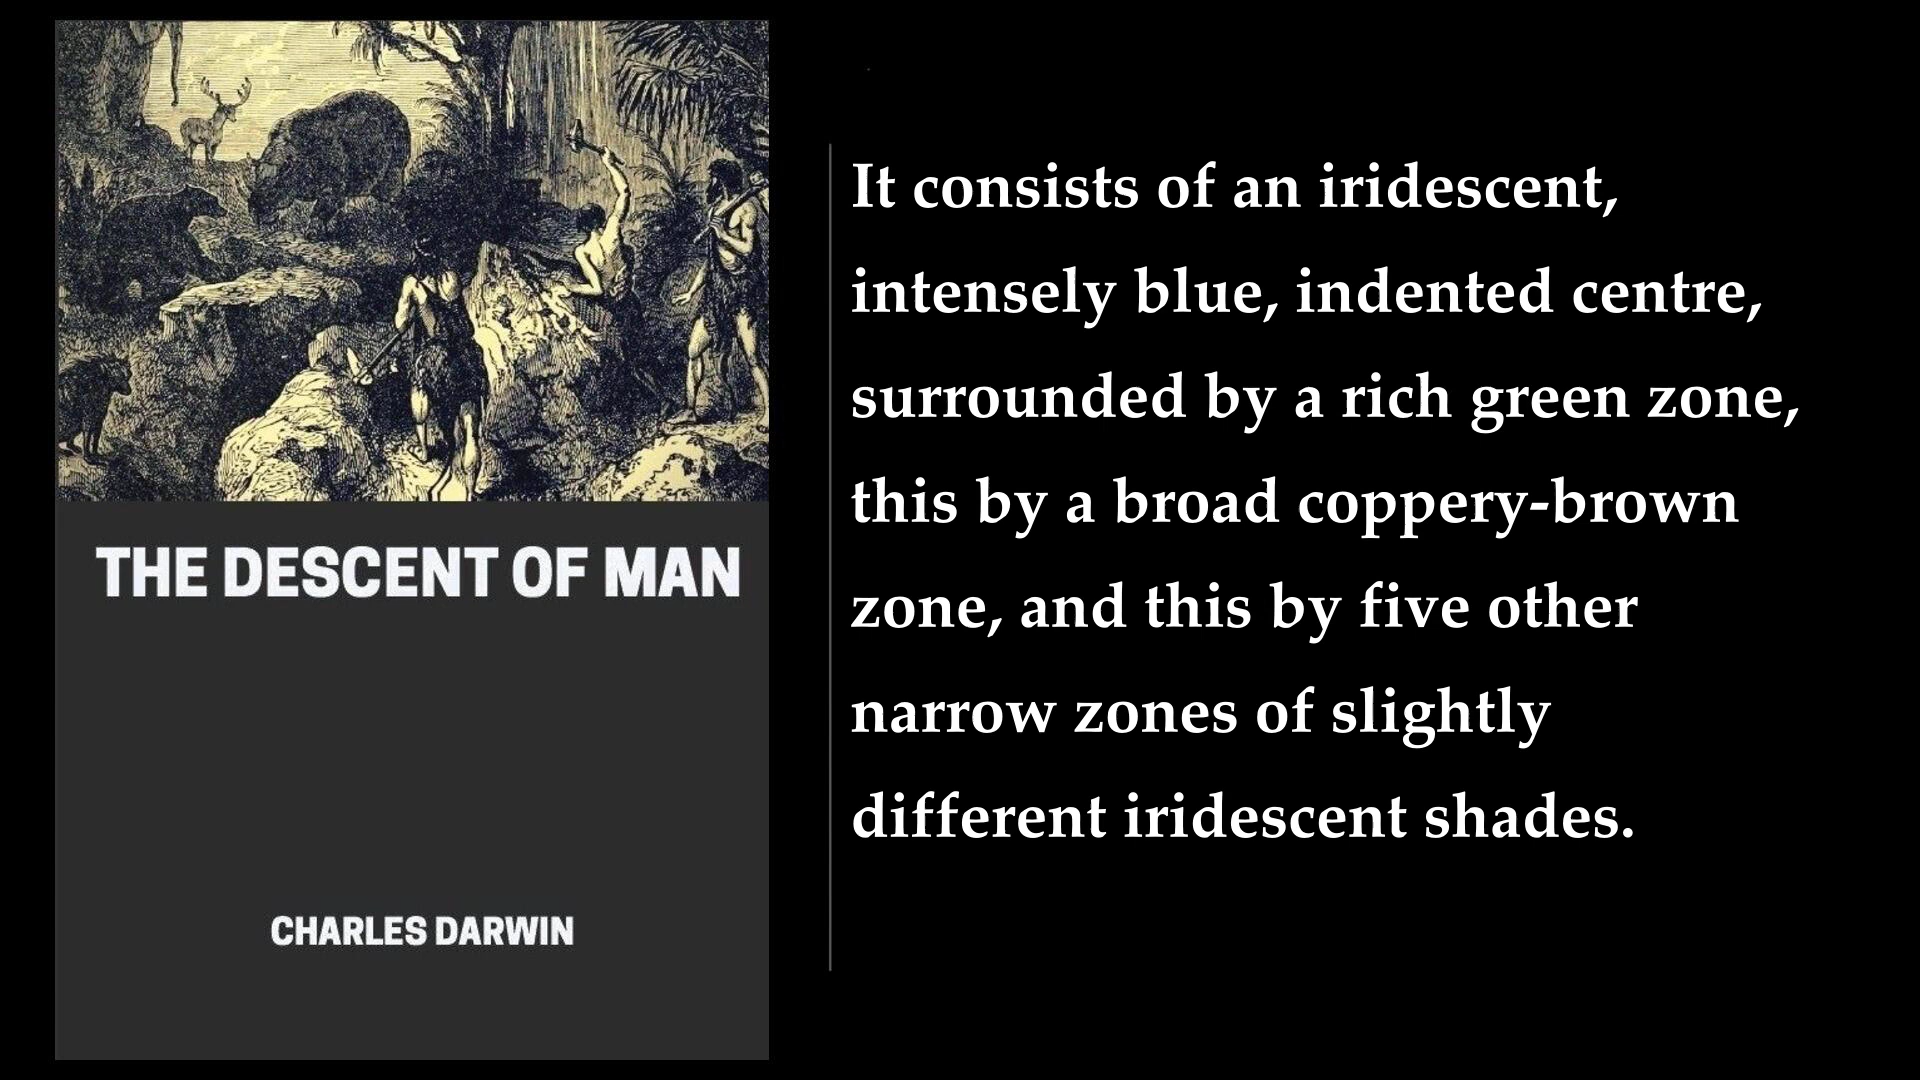 THE DESCENT OF MAN
CHARLES DARWIN
It consists of an iridescent,
intensely blue, indented centre,
surrounded by a rich green zone,
this by a broad coppery-brown
zone, and this by five other
narrow zones of slightly
different iridescent shades.